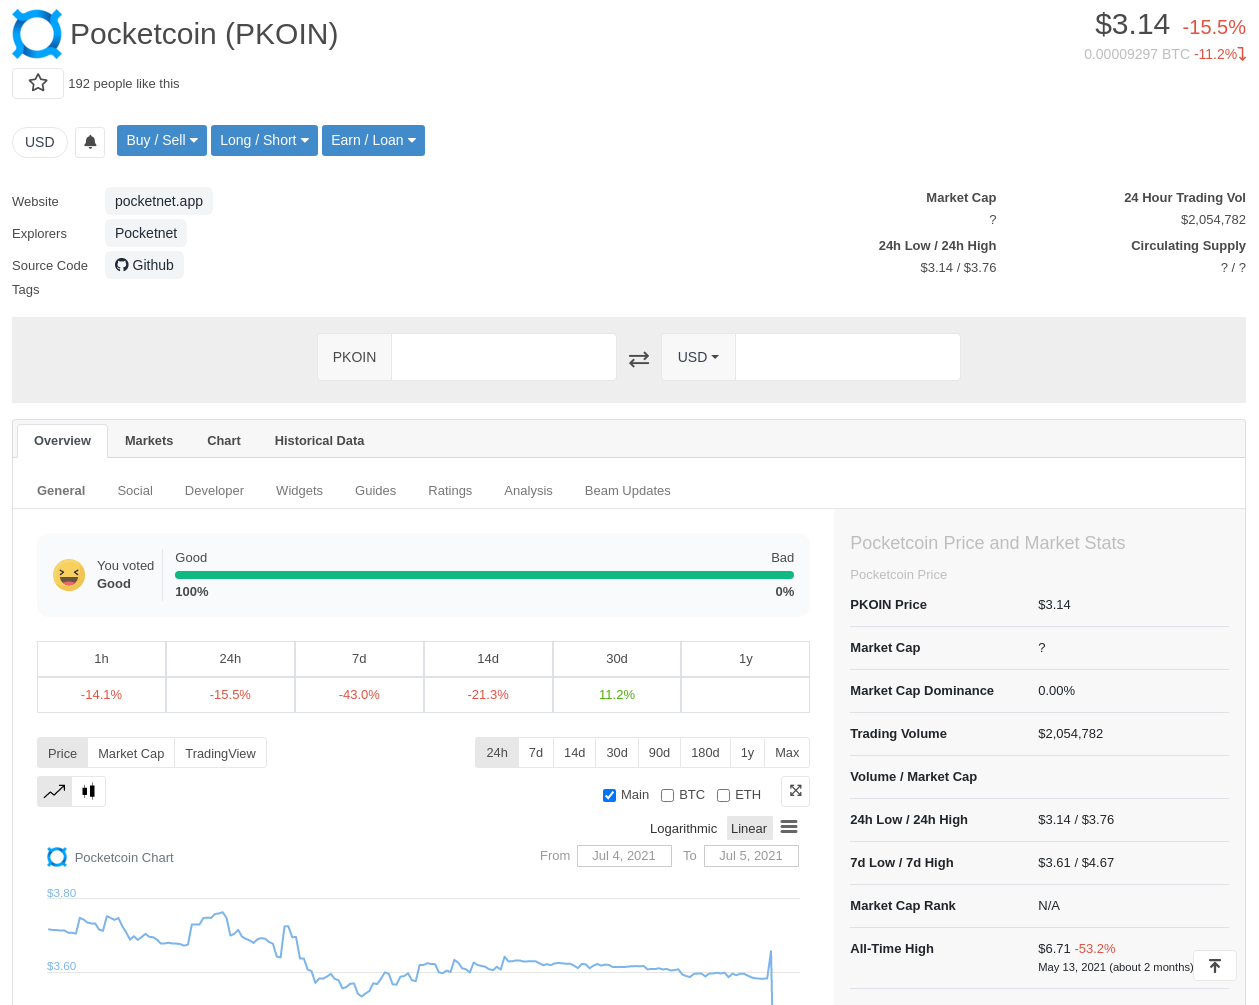 Pocketcoin (PKOIN)
$3.14 -15.5%
0.00009297 BTC -11.2%
192 people like this
USD
Buy / Sell
Long / Short
Earn / Loan
Website pocketnet.app
Explorers Pocketnet
Source Code Github
Tags
Market Cap
?
24 Hour Trading Vol
$2,054,782
24h Low / 24h High
$3.14 / $3.76
Circulating Supply
? / ?
PKOIN
USD
Overview Markets Chart Historical Data
General Social Developer Widgets Guides Ratings Analysis Beam Updates
You voted
Good
Good Bad
100% 0%
1h 24h 7d 14d 30d 1y
-14.1% -15.5% -43.0% -21.3% 11.2%
Price Market Cap TradingView
24h 7d 14d 30d 90d 180d 1y Max
Main BTC ETH
Logarithmic Linear
Pocketcoin Chart
From Jul 4, 2021 To Jul 5, 2021
$3.80
$3.60
Pocketcoin Price and Market Stats
Pocketcoin Price
PKOIN Price $3.14
Market Cap ?
Market Cap Dominance 0.00%
Trading Volume $2,054,782
Volume / Market Cap
24h Low / 24h High $3.14 / $3.76
7d Low / 7d High $3.61 / $4.67
Market Cap Rank N/A
All-Time High $6.71 -53.2%
May 13, 2021 (about 2 months)